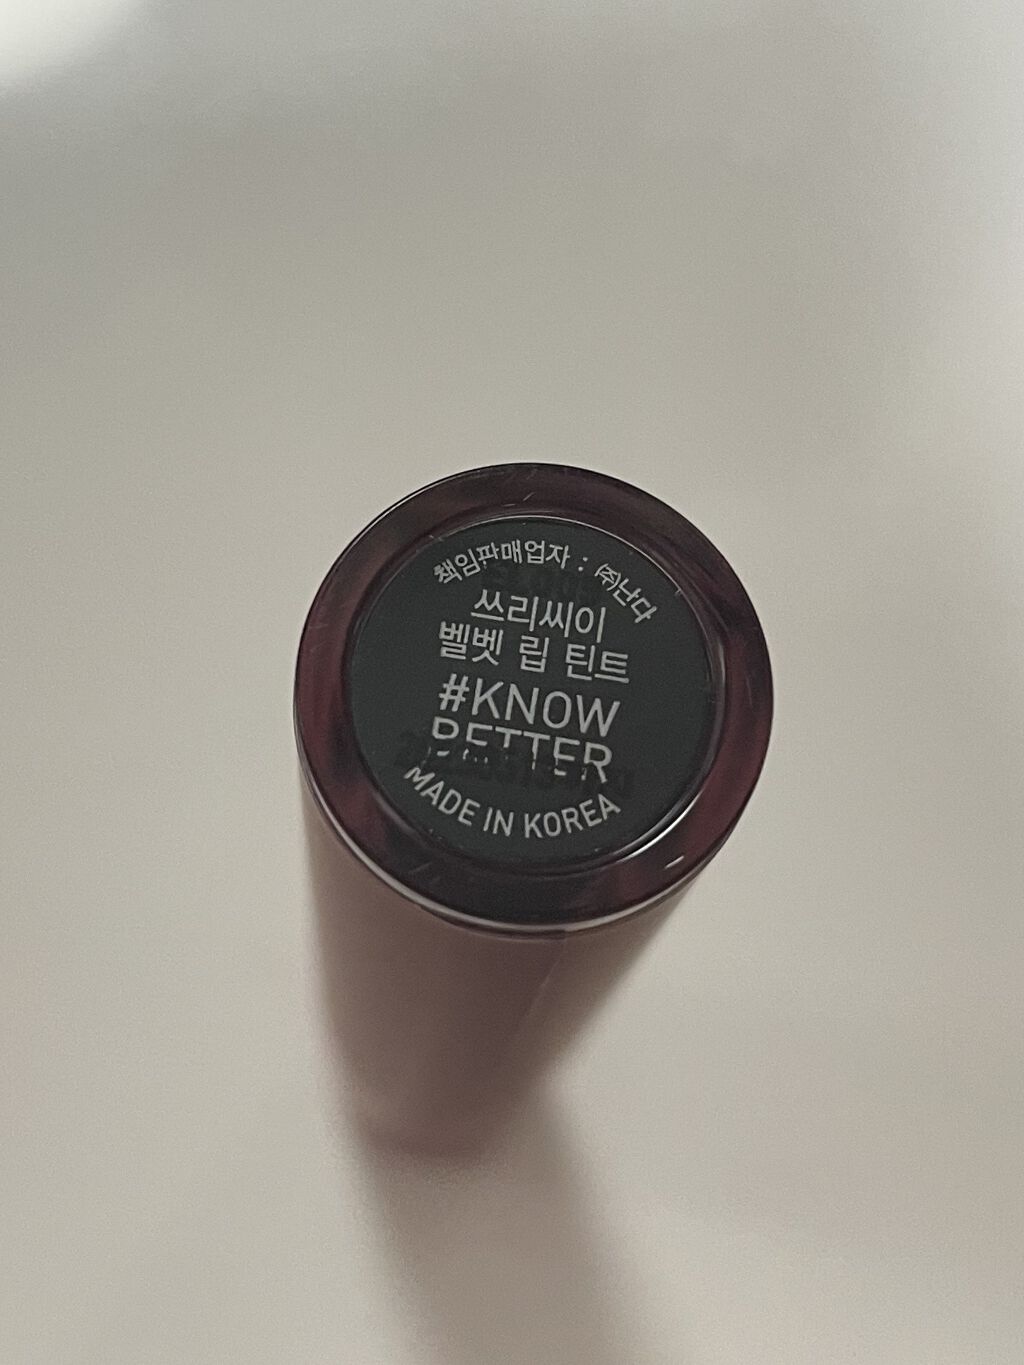 책임판매업자 : ㈜난다
쓰리씨이
벨벳 립 틴트
#KNOW
BETTER
MADE IN KOREA